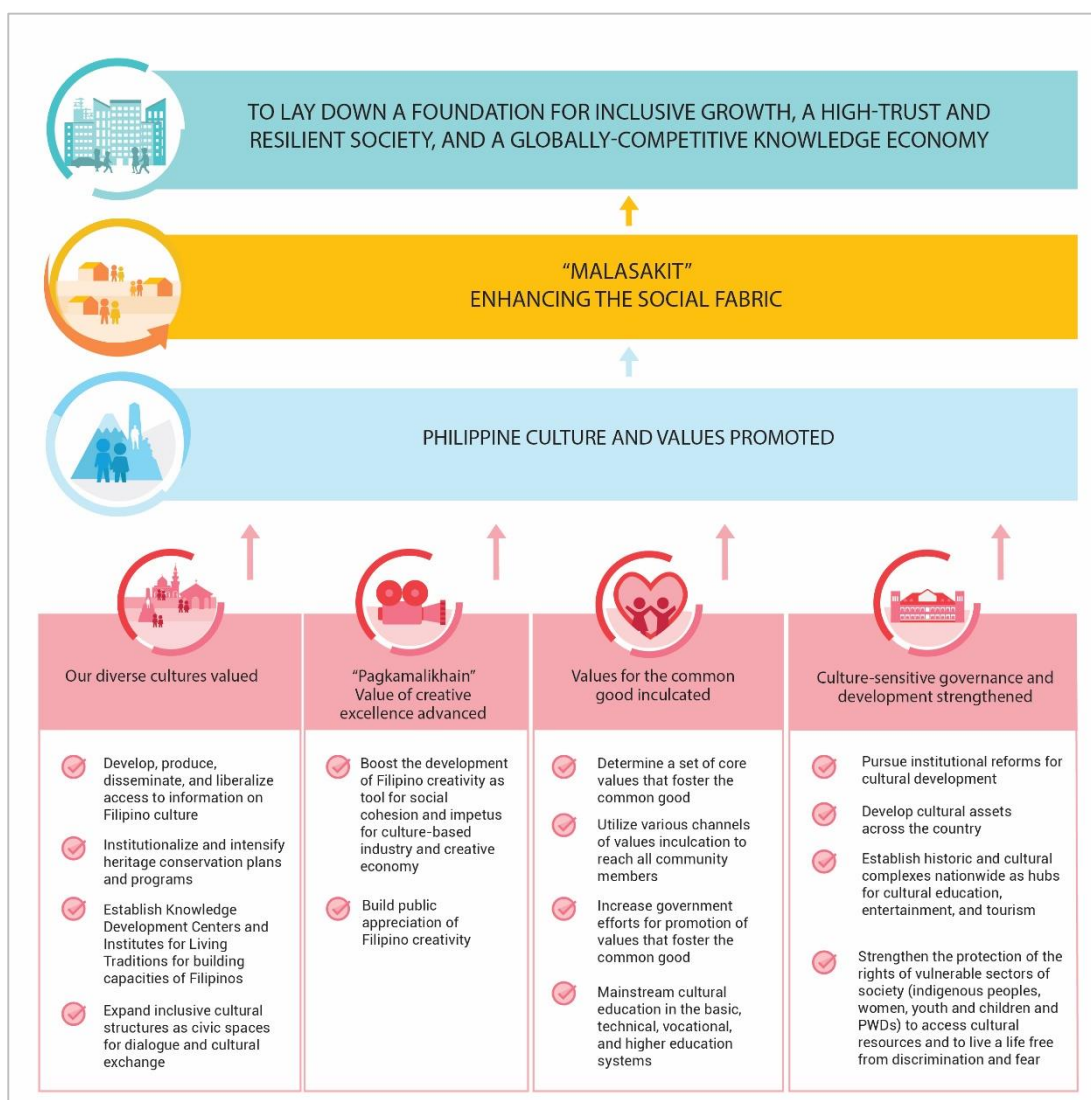 TO LAY DOWN A FOUNDATION FOR INCLUSIVE GROWTH, A HIGH-TRUST AND
RESILIENT SOCIETY, AND A GLOBALLY-COMPETITIVE KNOWLEDGE ECONOMY
“MALASAKIT”
ENHANCING THE SOCIAL FABRIC
PHILIPPINE CULTURE AND VALUES PROMOTED
Our diverse cultures valued
Develop, produce,
disseminate, and liberalize
access to information on
Filipino culture
Institutionalize and intensify
heritage conservation plans
and programs
Establish Knowledge
Development Centers and
Institutes for Living
Traditions for building
capacities of Filipinos
Expand inclusive cultural
structures as civic spaces
for dialogue and cultural
exchange
“Pagkamalikhain”
Value of creative
excellence advanced
Boost the development
of Filipino creativity as
tool for social
cohesion and impetus
for culture-based
industry and creative
economy
Build public
appreciation of
Filipino creativity
Values for the common
good inculcated
Determine a set of core
values that foster the
common good
Utilize various channels
of values inculcation to
reach all community
members
Increase government
efforts for promotion of
values that foster the
common good
Mainstream cultural
education in the basic,
technical, vocational,
and higher education
systems
Culture-sensitive governance and
development strengthened
Pursue institutional reforms for
cultural development
Develop cultural assets
across the country
Establish historic and cultural
complexes nationwide as hubs
for cultural education,
entertainment, and tourism
Strengthen the protection of the
rights of vulnerable sectors of
society (indigenous peoples,
women, youth and children and
PWDs) to access cultural
resources and to live a life free
from discrimination and fear